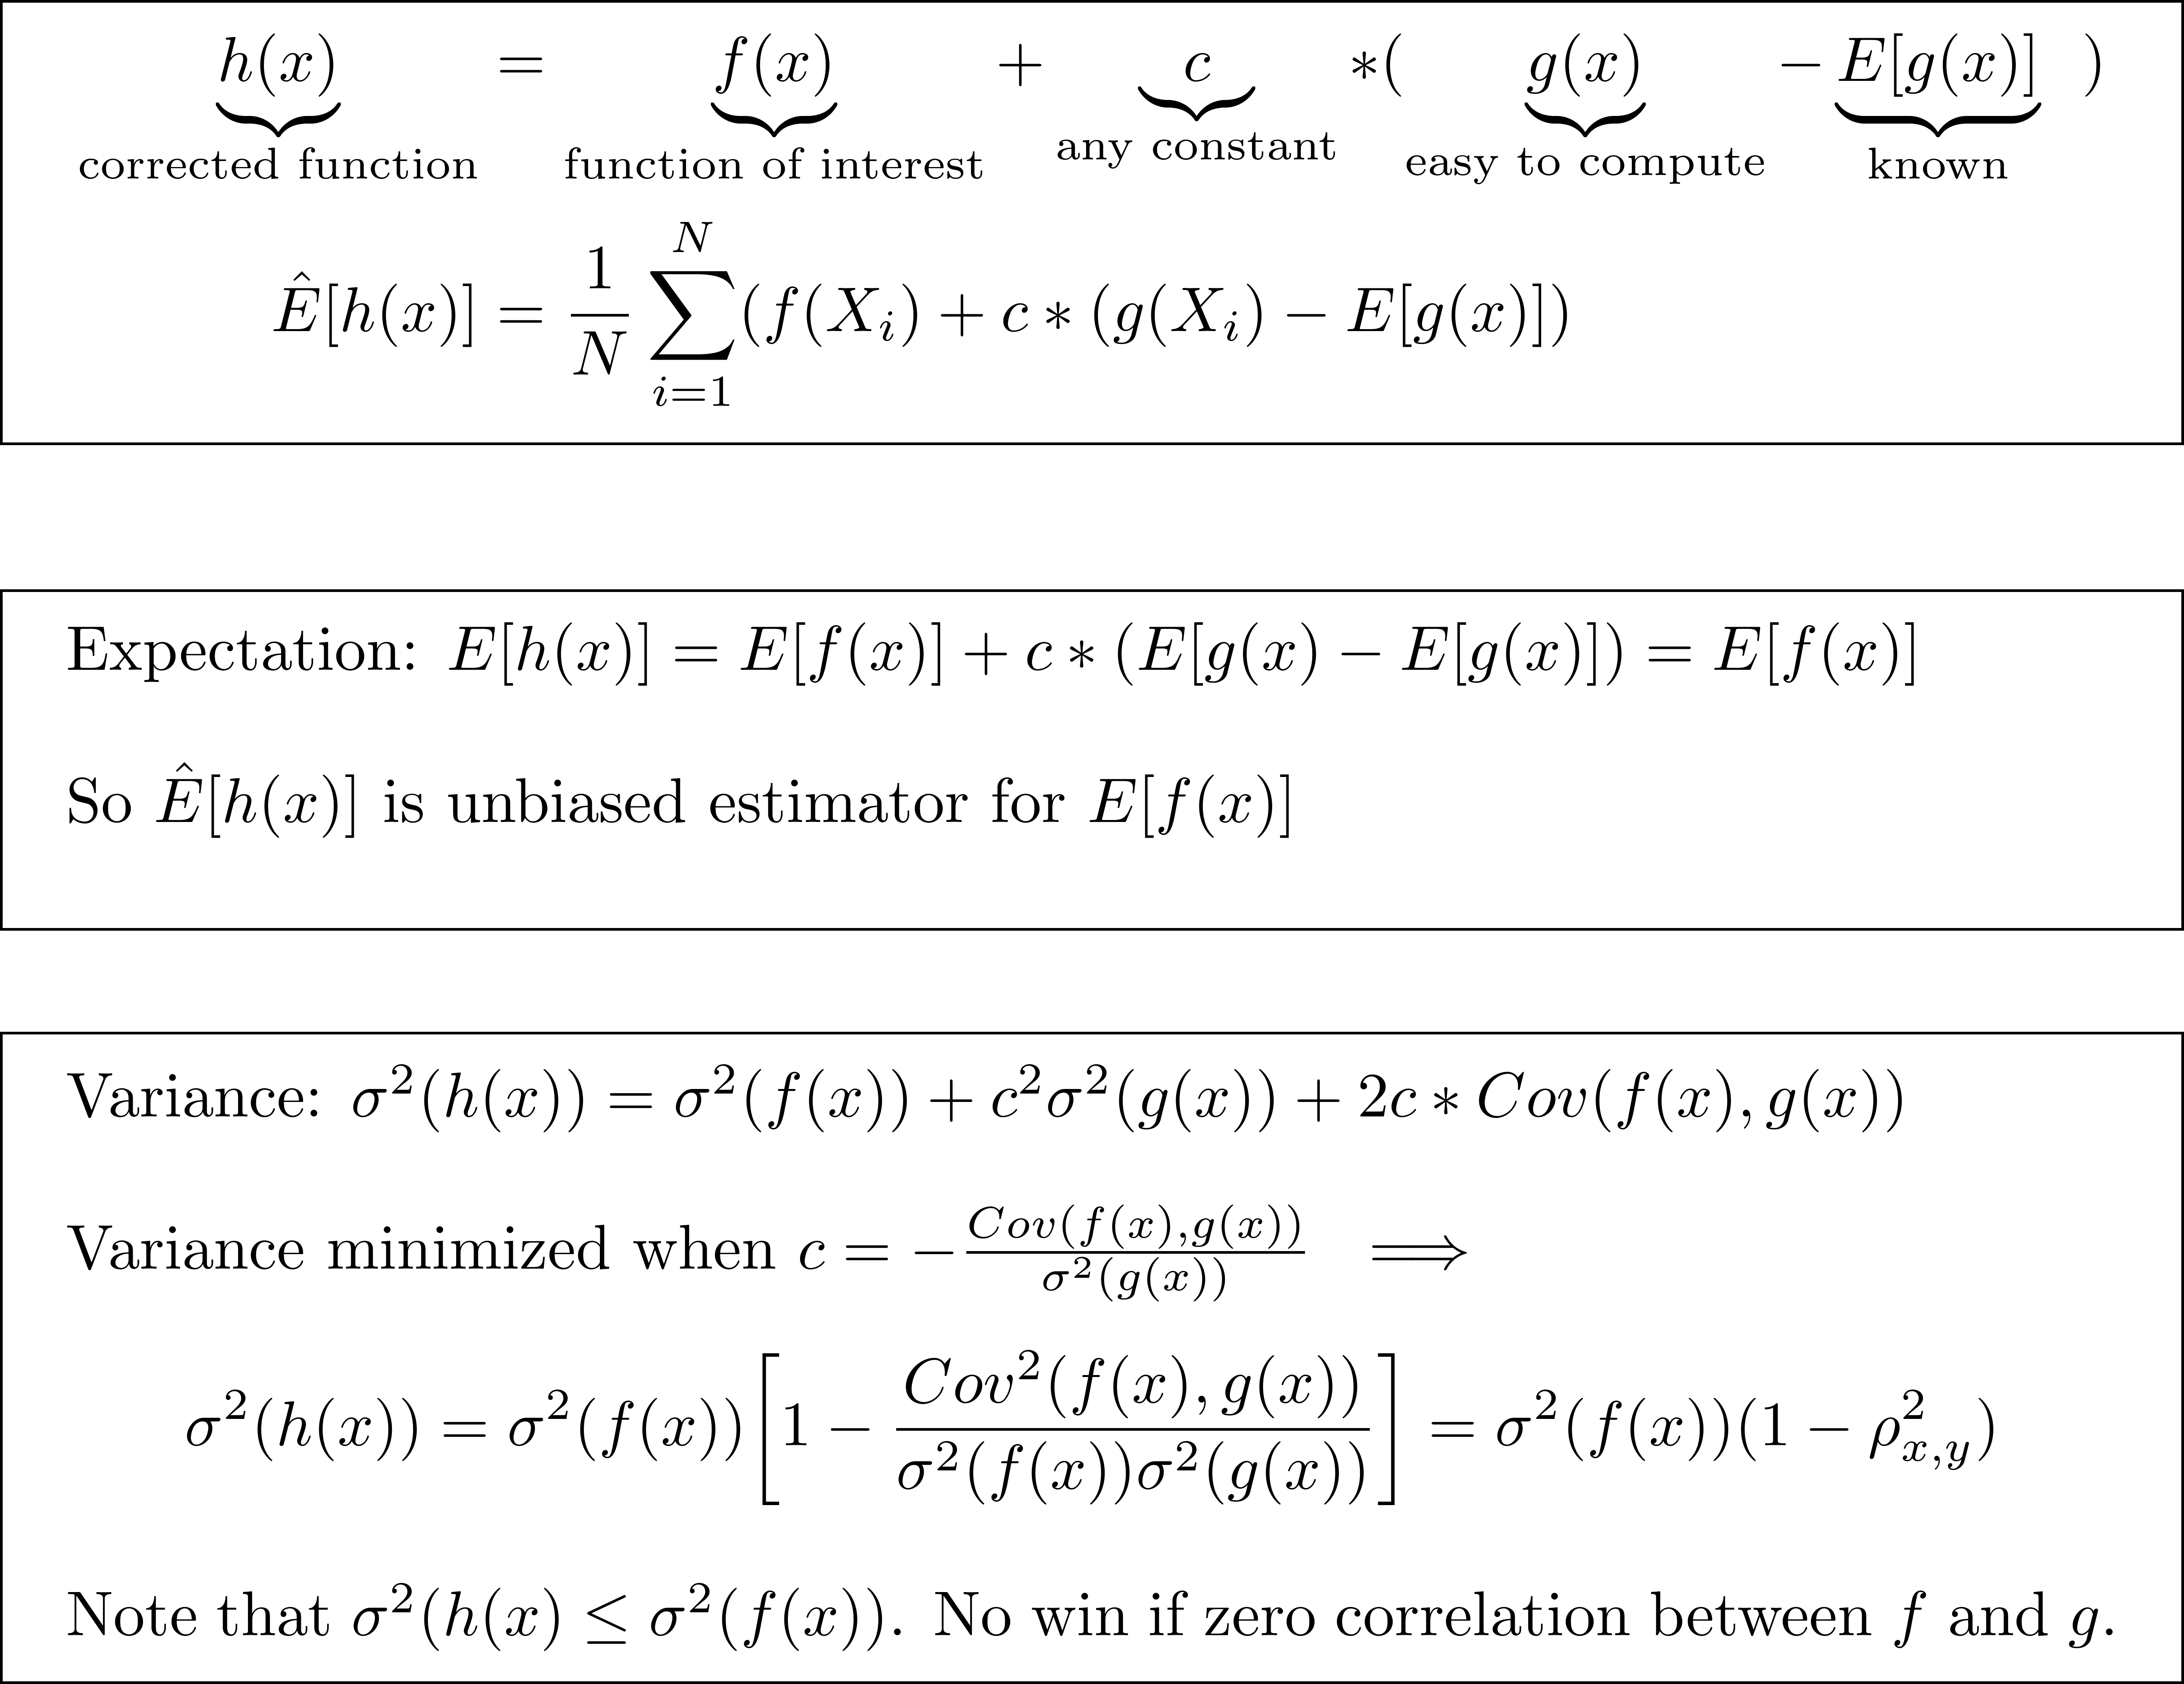 h(x) = f(x) + c *( g(x) − E[g(x)] )
corrected function function of interest any constant easy to compute known
Ê[h(x)] = 1/N ∑_{i=1}^{N} (f(X_i) + c * (g(X_i) − E[g(x)])
Expectation: E[h(x)] = E[f(x)] + c * (E[g(x) − E[g(x)]) = E[f(x)]
So Ê[h(x)] is unbiased estimator for E[f(x)]
Variance: σ²(h(x)) = σ²(f(x)) + c²σ²(g(x)) + 2c * Cov(f(x), g(x))
Variance minimized when c = −Cov(f(x),g(x))/σ²(g(x)) ⟹
σ²(h(x)) = σ²(f(x))[1 − Cov²(f(x), g(x))/σ²(f(x))σ²(g(x))] = σ²(f(x))(1 − ρ²_{x,y})
Note that σ²(h(x) ≤ σ²(f(x)). No win if zero correlation between f and g.